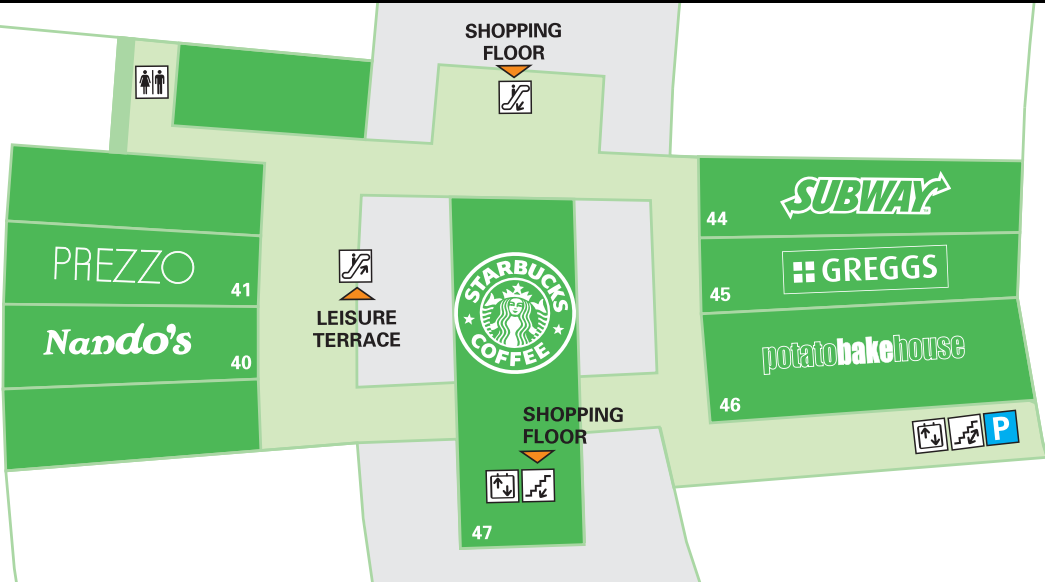 SHOPPING
FLOOR
SUBWAY
44
PREZZO
41
GREGGS
45
LEISURE
TERRACE
STARBUCKS
COFFEE
Nando's
40
potatobakehouse
46
SHOPPING
FLOOR
P
47